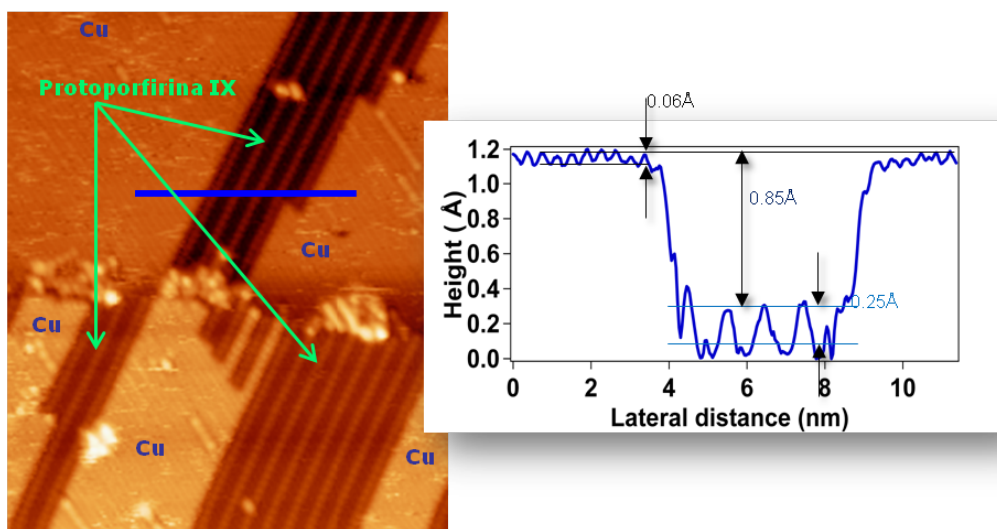 Cu
Protoporfirina IX
Cu
Cu
Cu
Cu
0.06Å
0.85Å
0.25Å
Height ( Å)
1.2
1.0
0.8
0.6
0.4
0.2
0.0
0
2
4
6
8
10
Lateral distance (nm)